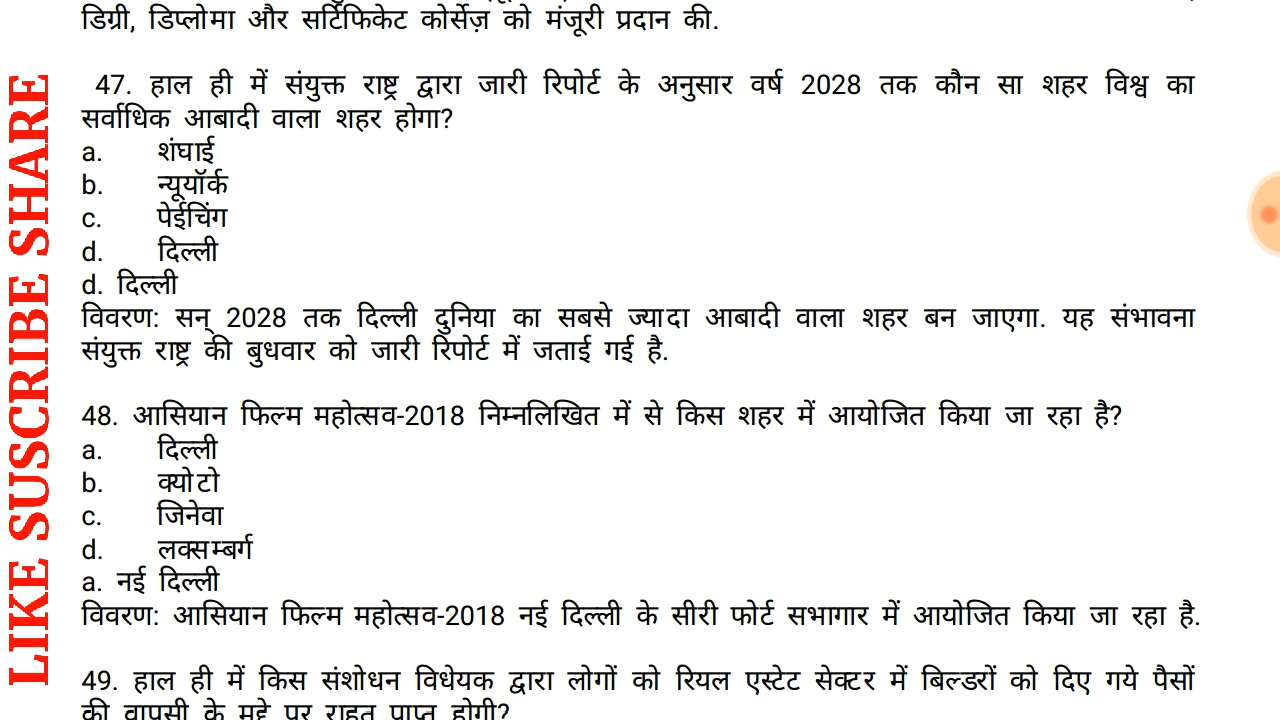 डिग्री, डिप्लोमा और सर्टिफिकेट कोर्सेज़ को मंजूरी प्रदान की.
47. हाल ही में संयुक्त राष्ट्र द्वारा जारी रिपोर्ट के अनुसार वर्ष 2028 तक कौन सा शहर विश्व का
सर्वाधिक आबादी वाला शहर होगा?
a. शंघाई
b. न्यूयॉर्क
c. पेईचिंग
d. दिल्ली
d. दिल्ली
विवरण: सन् 2028 तक दिल्ली दुनिया का सबसे ज्यादा आबादी वाला शहर बन जाएगा. यह संभावना
संयुक्त राष्ट्र की बुधवार को जारी रिपोर्ट में जताई गई है.
48. आसियान फिल्म महोत्सव-2018 निम्नलिखित में से किस शहर में आयोजित किया जा रहा है?
a. दिल्ली
b. क्योटो
c. जिनेवा
d. लक्सम्बर्ग
a. नई दिल्ली
विवरण: आसियान फिल्म महोत्सव-2018 नई दिल्ली के सीरी फोर्ट सभागार में आयोजित किया जा रहा है.
49. हाल ही में किस संशोधन विधेयक द्वारा लोगों को रियल एस्टेट सेक्टर में बिल्डरों को दिए गये पैसों
की वापसी के मुद्दे पर राहत प्राप्त होगी?
LIKE SUSCRIBE SHARE